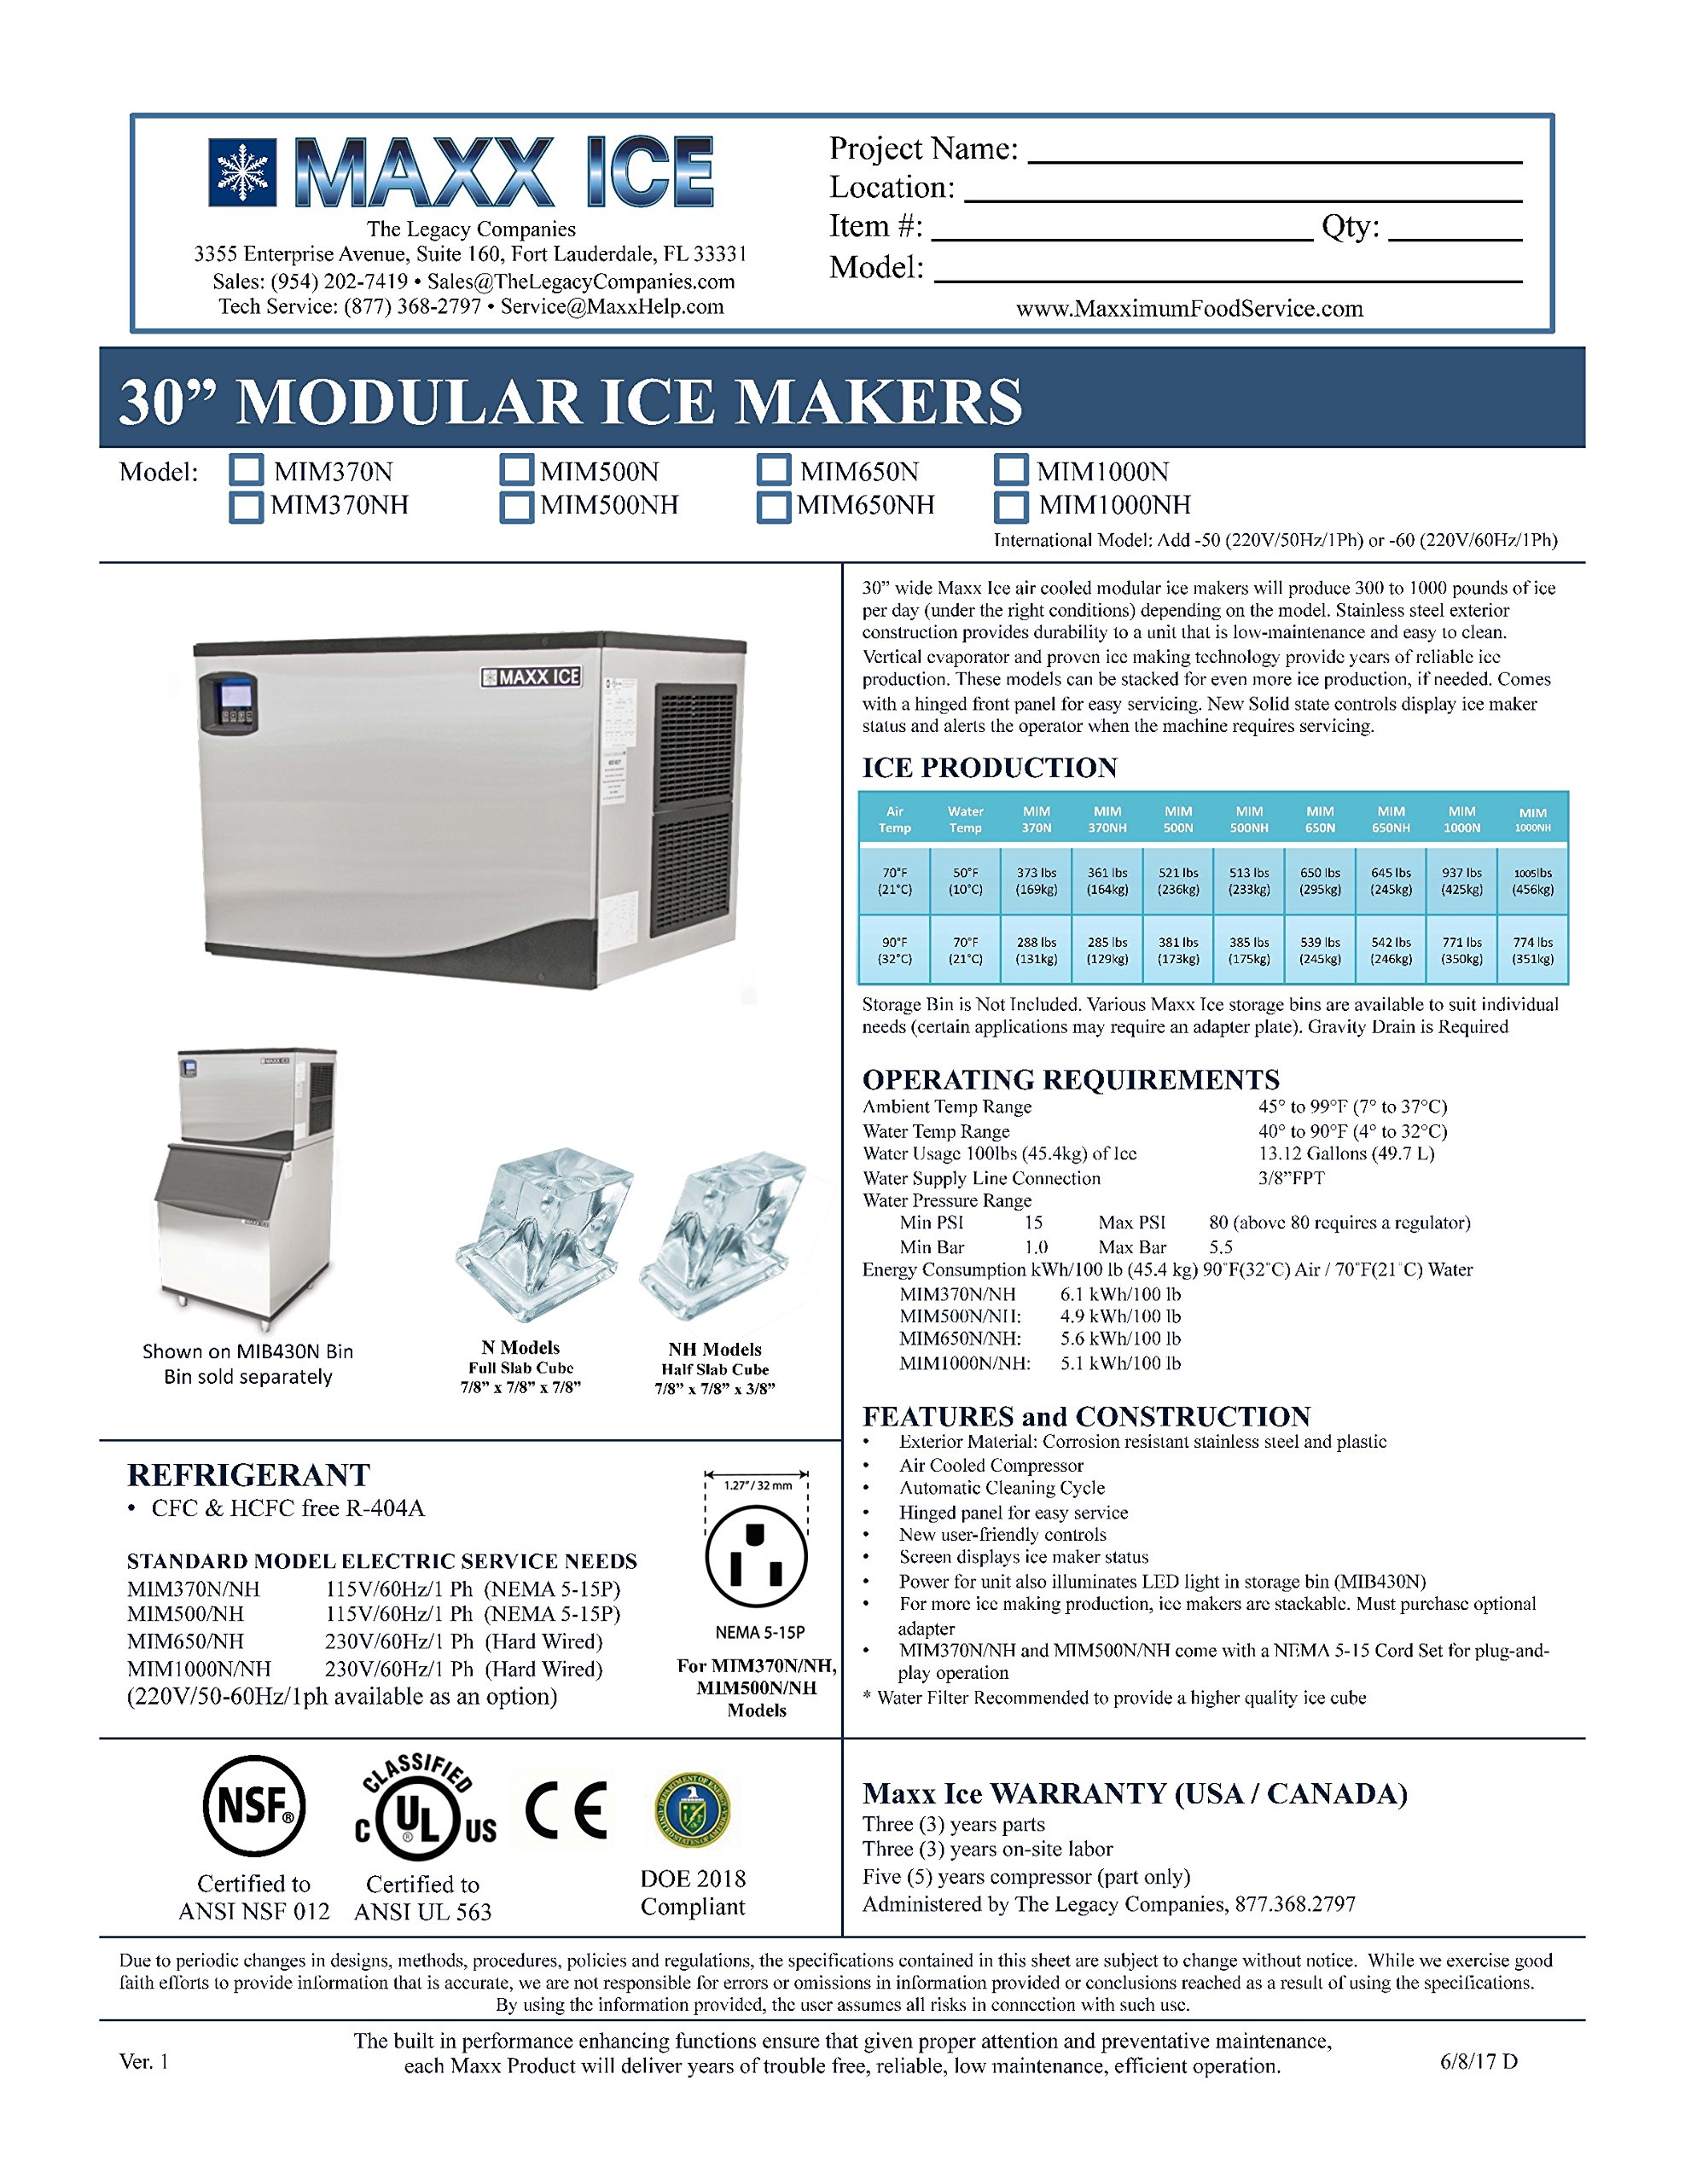 MAXX ICE
The Legacy Companies
3355 Enterprise Avenue, Suite 160, Fort Lauderdale, FL 33331
Sales: (954) 202-7419 • Sales@TheLegacyCompanies.com
Tech Service: (877) 368-2797 • Service@MaxxHelp.com
Project Name:
Location:
Item #: Qty:
Model:
www.MaxximumFoodService.com
30” MODULAR ICE MAKERS
Model: MIM370N MIM500N MIM650N MIM1000N
MIM370NH MIM500NH MIM650NH MIM1000NH
International Model: Add -50 (220V/50Hz/1Ph) or -60 (220V/60Hz/1Ph)
MAXX ICE
MAXX ICE
MAXX ICE
Shown on MIB430N Bin
Bin sold separately
N Models
Full Slab Cube
7/8” x 7/8” x 7/8”
NH Models
Half Slab Cube
7/8” x 7/8” x 3/8”
30” wide Maxx Ice air cooled modular ice makers will produce 300 to 1000 pounds of ice
per day (under the right conditions) depending on the model. Stainless steel exterior
construction provides durability to a unit that is low-maintenance and easy to clean.
Vertical evaporator and proven ice making technology provide years of reliable ice
production. These models can be stacked for even more ice production, if needed. Comes
with a hinged front panel for easy servicing. New Solid state controls display ice maker
status and alerts the operator when the machine requires servicing.
ICE PRODUCTION
Air Water MIM MIM MIM MIM MIM MIM MIM MIM
Temp Temp 370N 370NH 500N 500NH 650N 650NH 1000N 1000NH
70°F 50°F 373 lbs 361 lbs 521 lbs 513 lbs 650 lbs 645 lbs 937 lbs 1005lbs
(21°C) (10°C) (169kg) (164kg) (236kg) (233kg) (295kg) (245kg) (425kg) (456kg)
90°F 70°F 288 lbs 285 lbs 381 lbs 385 lbs 539 lbs 542 lbs 771 lbs 774 lbs
(32°C) (21°C) (131kg) (129kg) (173kg) (175kg) (245kg) (246kg) (350kg) (351kg)
Storage Bin is Not Included. Various Maxx Ice storage bins are available to suit individual
needs (certain applications may require an adapter plate). Gravity Drain is Required
OPERATING REQUIREMENTS
Ambient Temp Range 45° to 99°F (7° to 37°C)
Water Temp Range 40° to 90°F (4° to 32°C)
Water Usage 100lbs (45.4kg) of Ice 13.12 Gallons (49.7 L)
Water Supply Line Connection 3/8”FPT
Water Pressure Range
Min PSI 15 Max PSI 80 (above 80 requires a regulator)
Min Bar 1.0 Max Bar 5.5
Energy Consumption kWh/100 lb (45.4 kg) 90°F(32°C) Air / 70°F(21°C) Water
MIM370N/NH 6.1 kWh/100 lb
MIM500N/NH: 4.9 kWh/100 lb
MIM650N/NH: 5.6 kWh/100 lb
MIM1000N/NH: 5.1 kWh/100 lb
FEATURES and CONSTRUCTION
• Exterior Material: Corrosion resistant stainless steel and plastic
• Air Cooled Compressor
• Automatic Cleaning Cycle
• Hinged panel for easy service
• New user-friendly controls
• Screen displays ice maker status
• Power for unit also illuminates LED light in storage bin (MIB430N)
• For more ice making production, ice makers are stackable. Must purchase optional
adapter
• MIM370N/NH and MIM500N/NH come with a NEMA 5-15 Cord Set for plug-and-
play operation
* Water Filter Recommended to provide a higher quality ice cube
REFRIGERANT
• CFC & HCFC free R-404A
STANDARD MODEL ELECTRIC SERVICE NEEDS
MIM370N/NH 115V/60Hz/1 Ph (NEMA 5-15P)
MIM500/NH 115V/60Hz/1 Ph (NEMA 5-15P)
MIM650/NH 230V/60Hz/1 Ph (Hard Wired)
MIM1000N/NH 230V/60Hz/1 Ph (Hard Wired)
(220V/50-60Hz/1ph available as an option)
1.27”/ 32 mm
NEMA 5-15P
For MIM370N/NH,
MIM500N/NH
Models
NSF®
CLASSIFIED
C UL® US
CE
DEPARTMENT OF ENERGY
UNITED STATES OF AMERICA
Certified to
ANSI NSF 012
Certified to
ANSI UL 563
DOE 2018
Compliant
Maxx Ice WARRANTY (USA / CANADA)
Three (3) years parts
Three (3) years on-site labor
Five (5) years compressor (part only)
Administered by The Legacy Companies, 877.368.2797
Due to periodic changes in designs, methods, procedures, policies and regulations, the specifications contained in this sheet are subject to change without notice. While we exercise good
faith efforts to provide information that is accurate, we are not responsible for errors or omissions in information provided or conclusions reached as a result of using the specifications.
By using the information provided, the user assumes all risks in connection with such use.
Ver. 1
The built in performance enhancing functions ensure that given proper attention and preventative maintenance,
each Maxx Product will deliver years of trouble free, reliable, low maintenance, efficient operation.
6/8/17 D